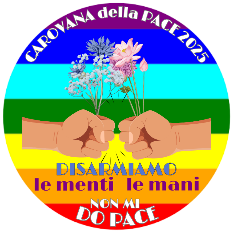 CAROVANA della PACE 2025
DISARMIAMO
le menti le mani
NON MI
DO PACE